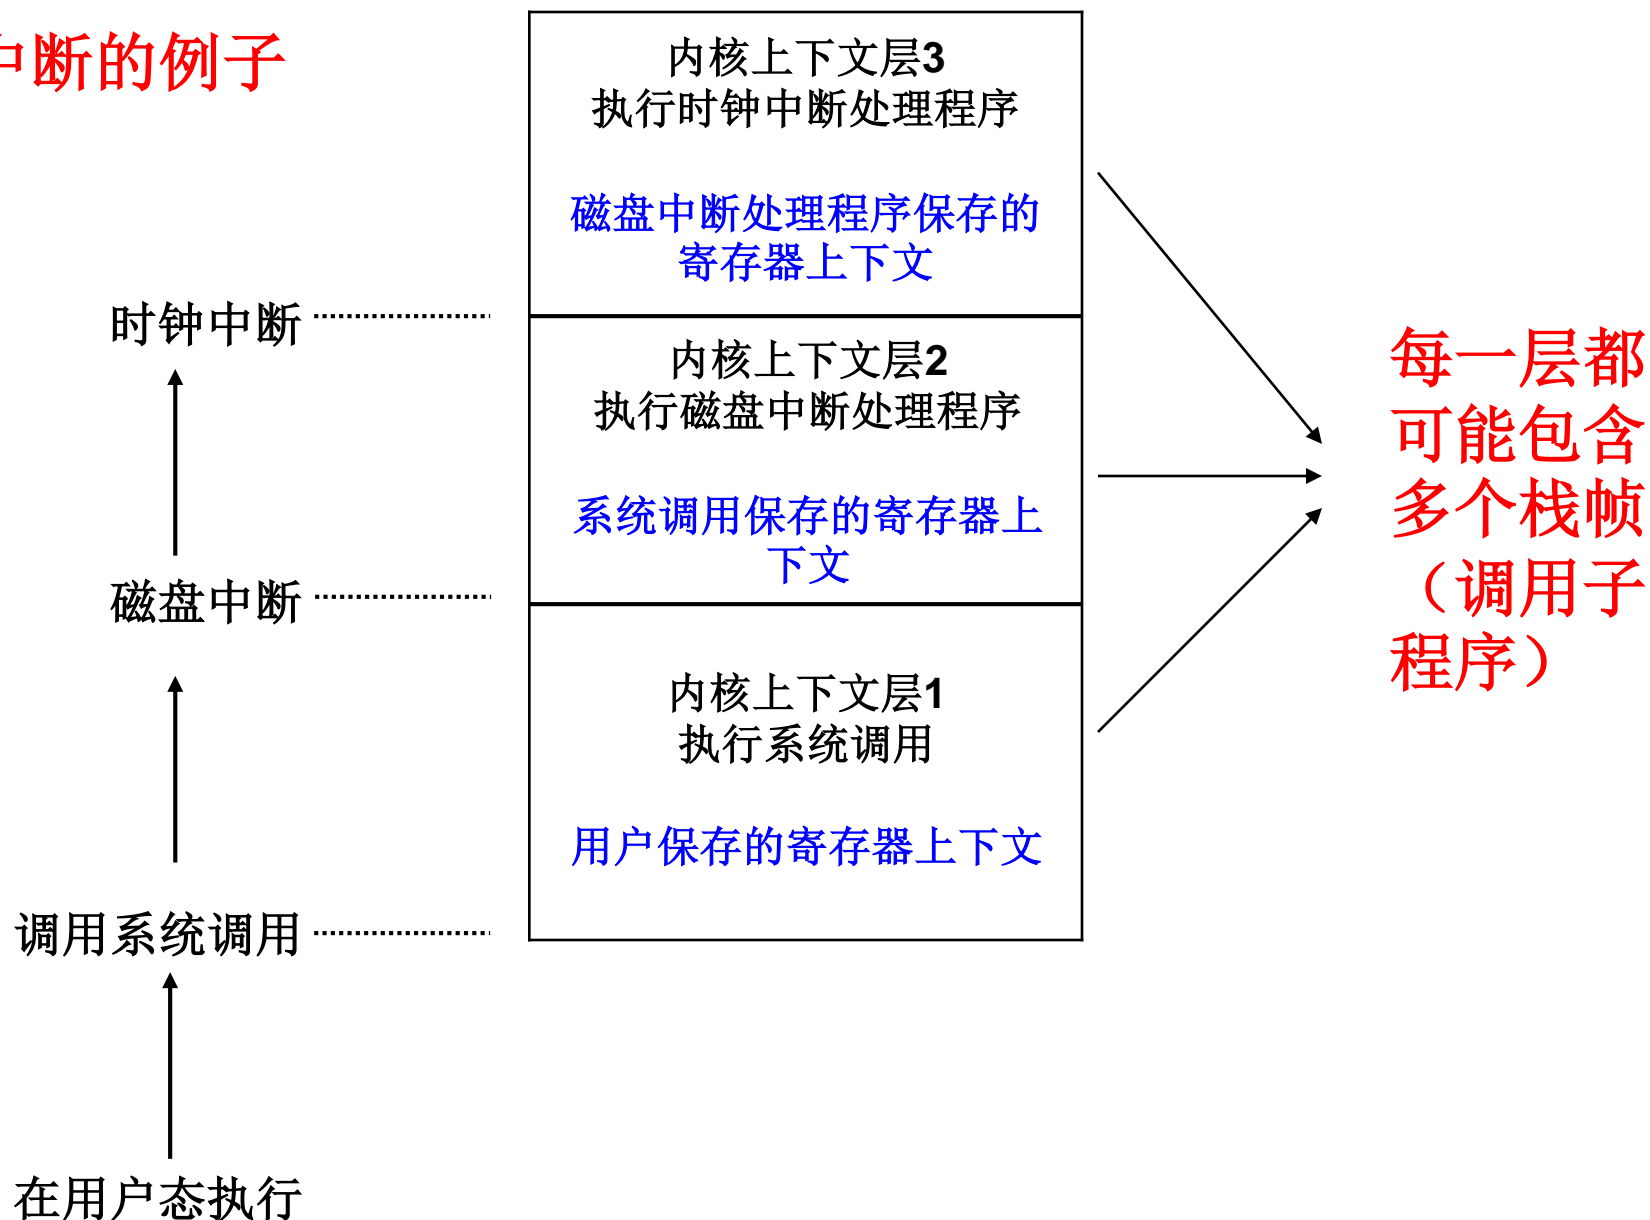 中断的例子
内核上下文层3
执行时钟中断处理程序
磁盘中断处理程序保存的
寄存器上下文
时钟中断
内核上下文层2
执行磁盘中断处理程序
系统调用保存的寄存器上
下文
磁盘中断
内核上下文层1
执行系统调用
用户保存的寄存器上下文
调用系统调用
在用户态执行
每一层都
可能包含
多个栈帧
（调用子
程序）